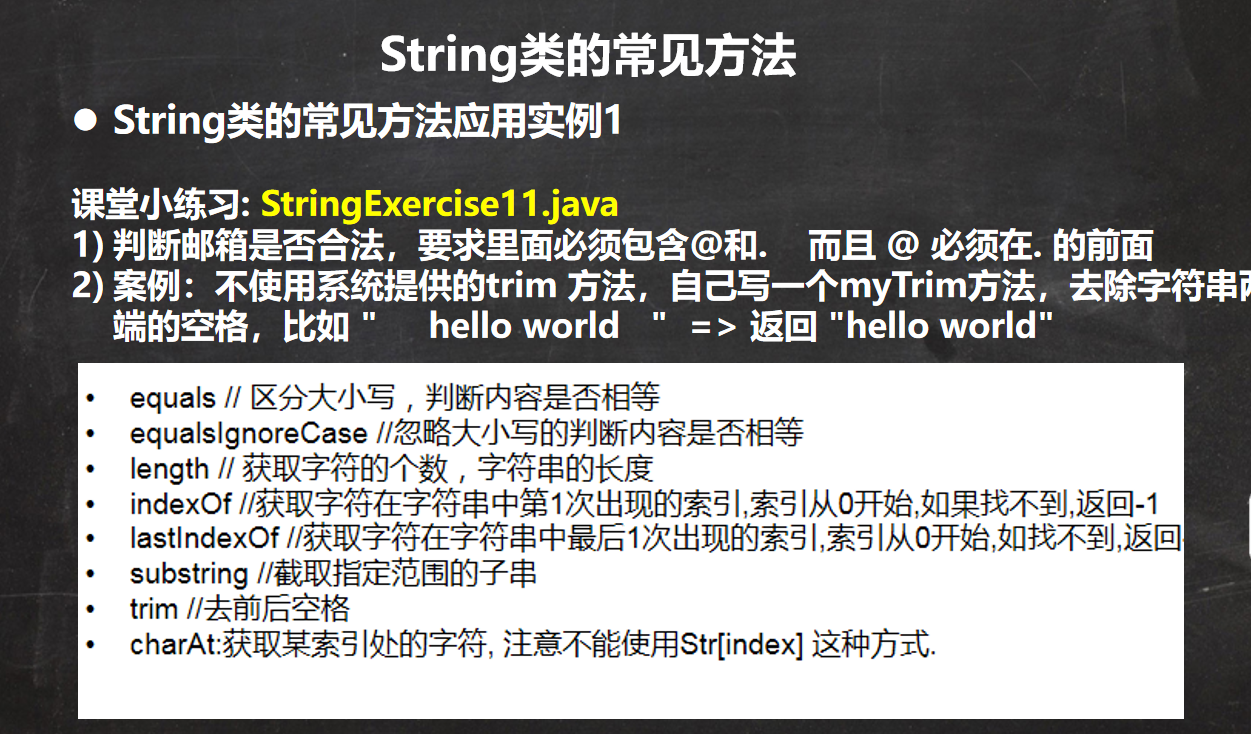 String类的常见方法
● String类的常见方法应用实例1
课堂小练习: StringExercise11.java
1) 判断邮箱是否合法，要求里面必须包含@和.    而且 @ 必须在. 的前面
2) 案例：不使用系统提供的trim 方法，自己写一个myTrim方法，去除字符串两
端的空格，比如 "      hello world   "  => 返回 "hello world"
• equals // 区分大小写，判断内容是否相等
• equalsIgnoreCase //忽略大小写的判断内容是否相等
• length // 获取字符的个数，字符串的长度
• indexOf //获取字符在字符串中第1次出现的索引,索引从0开始,如果找不到,返回-1
• lastIndexOf //获取字符在字符串中最后1次出现的索引,索引从0开始,如找不到,返回
• substring //截取指定范围的子串
• trim //去前后空格
• charAt:获取某索引处的字符, 注意不能使用Str[index] 这种方式.